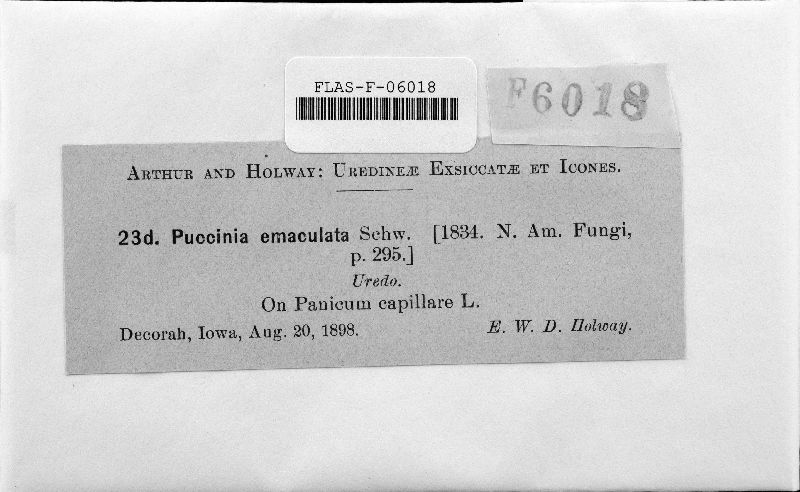 FLAS-F-06018
F6018
ARTHUR AND HOLWAY: UREDINEÆ EXSICCATÆ ET ICONES.
23d. Puccinia emaculata Schw. [1834. N. Am. Fungi,
p. 295.]
Uredo.
On Panicum capillare L.
Decorah, Iowa, Aug. 20, 1898. E. W. D. Holway.